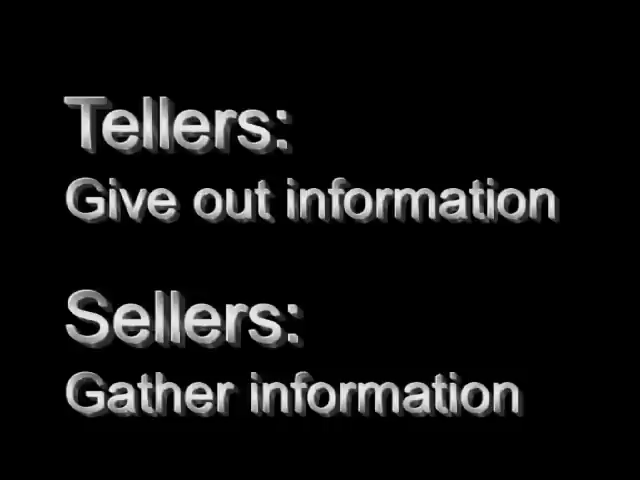 Tellers:
Give out information
Sellers:
Gather information